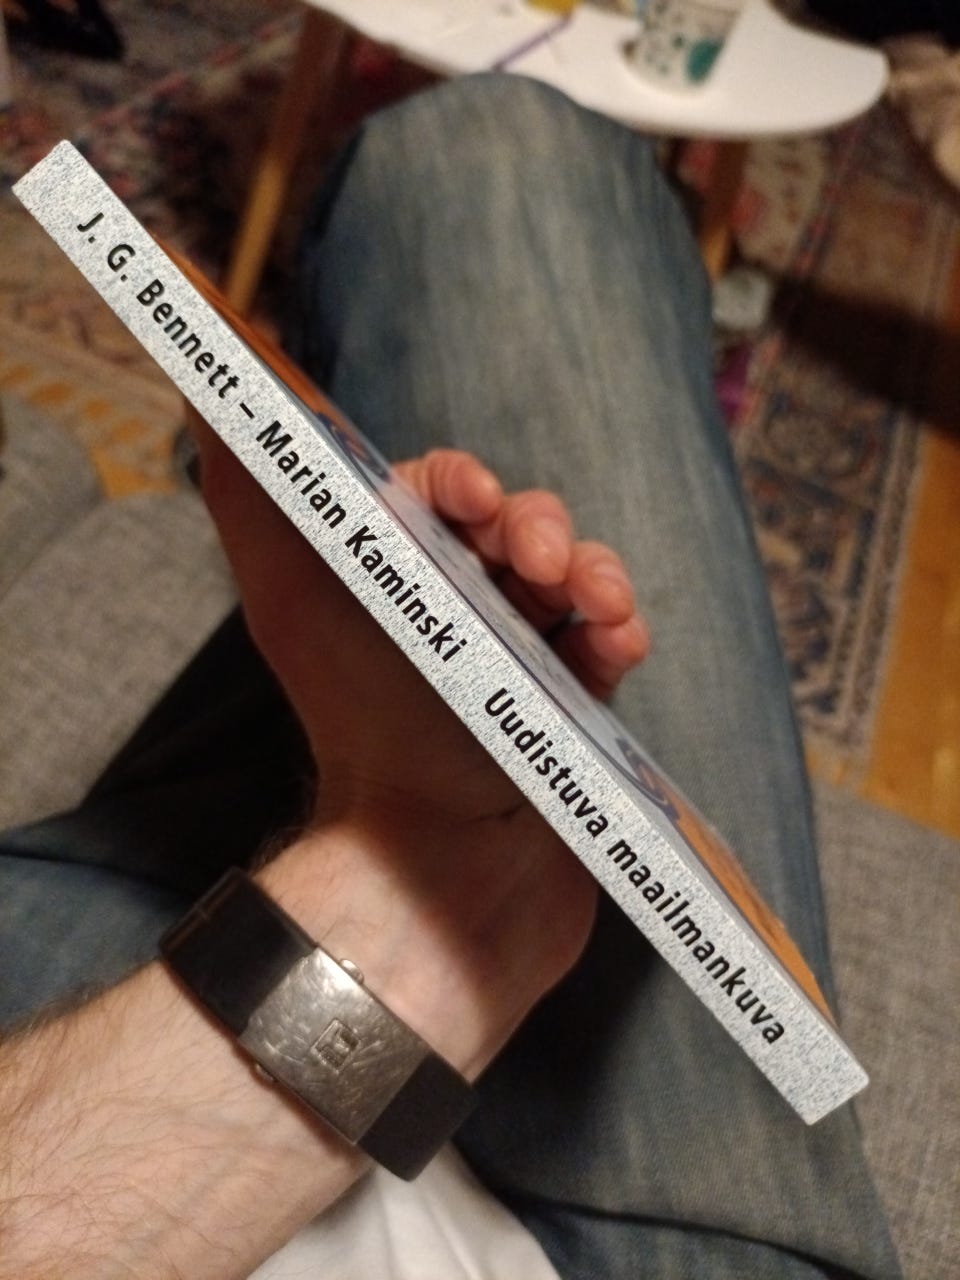 J. G. Bennett – Marian Kaminski Uudistuva maailmankuva